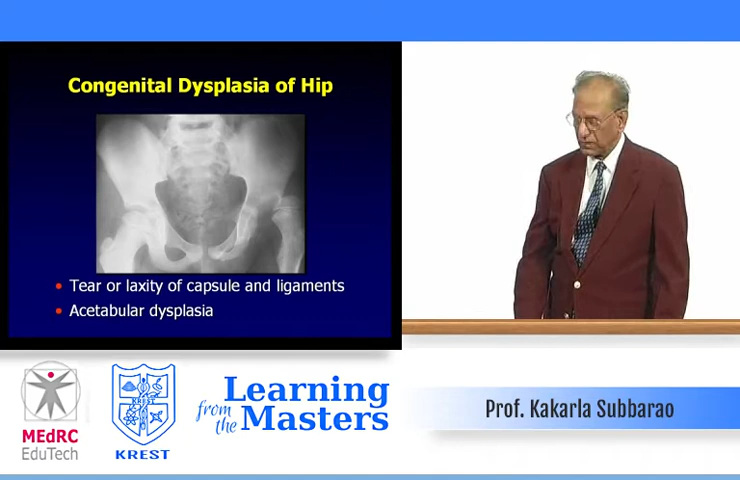 Congenital Dysplasia of Hip
• Tear or laxity of capsule and ligaments
• Acetabular dysplasia
MEdRC
EduTech
KREST
KREST
Learning
from the Masters
Prof. Kakarla Subbarao